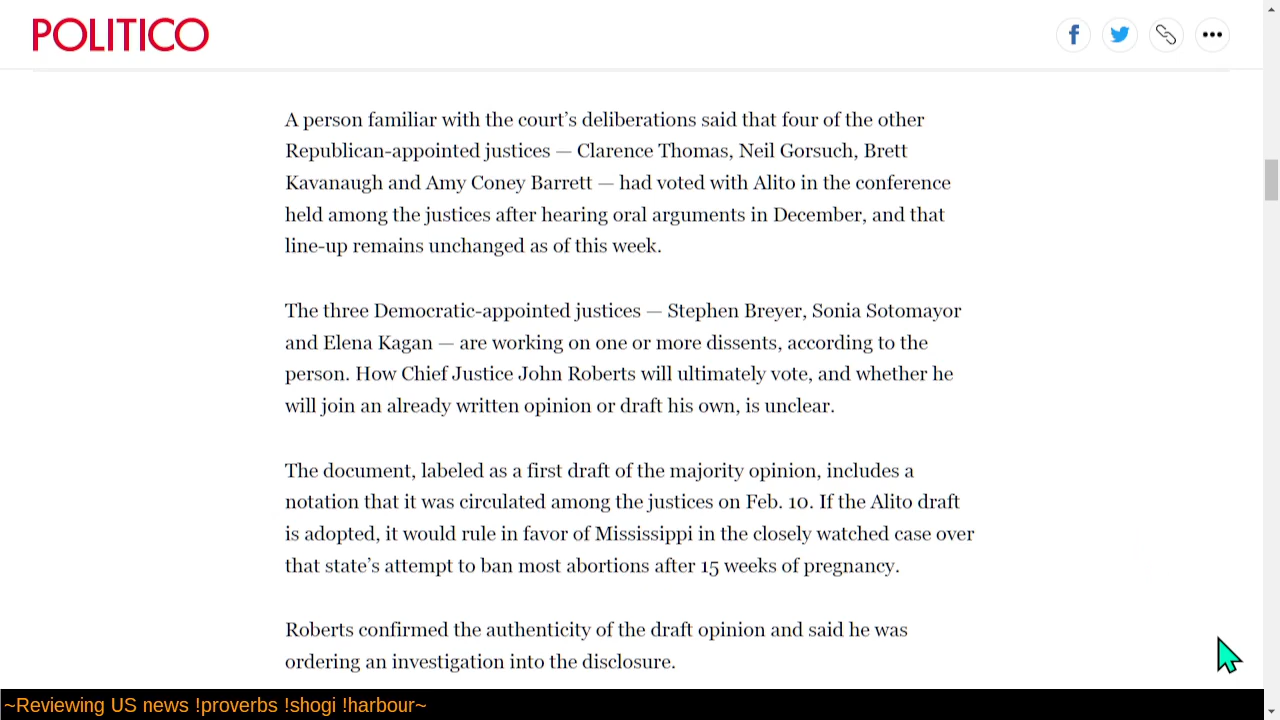 POLITICO
A person familiar with the court’s deliberations said that four of the other
Republican-appointed justices — Clarence Thomas, Neil Gorsuch, Brett
Kavanaugh and Amy Coney Barrett — had voted with Alito in the conference
held among the justices after hearing oral arguments in December, and that
line-up remains unchanged as of this week.
The three Democratic-appointed justices — Stephen Breyer, Sonia Sotomayor
and Elena Kagan — are working on one or more dissents, according to the
person. How Chief Justice John Roberts will ultimately vote, and whether he
will join an already written opinion or draft his own, is unclear.
The document, labeled as a first draft of the majority opinion, includes a
notation that it was circulated among the justices on Feb. 10. If the Alito draft
is adopted, it would rule in favor of Mississippi in the closely watched case over
that state’s attempt to ban most abortions after 15 weeks of pregnancy.
Roberts confirmed the authenticity of the draft opinion and said he was
ordering an investigation into the disclosure.
~Reviewing US news !proverbs !shogi !harbour~